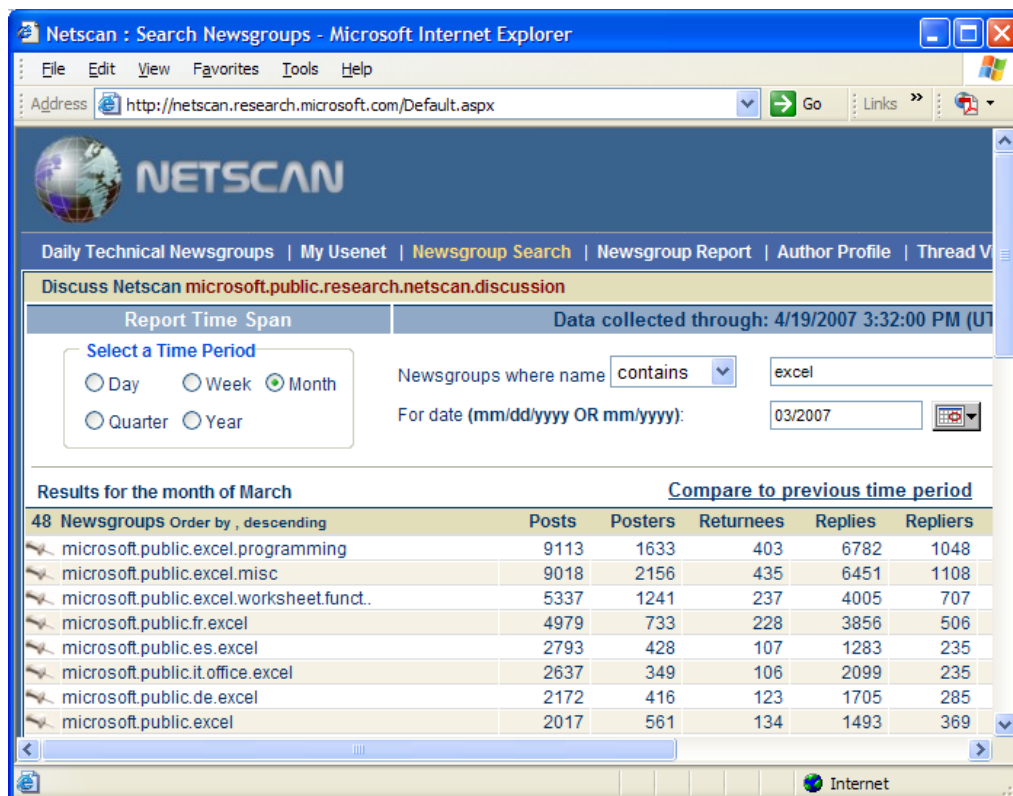 Netscan : Search Newsgroups - Microsoft Internet Explorer
File Edit View Favorites Tools Help
Address http://netscan.research.microsoft.com/Default.aspx Go Links »
NETSCAN
Daily Technical Newsgroups | My Usenet | Newsgroup Search | Newsgroup Report | Author Profile | Thread Vi
Discuss Netscan microsoft.public.research.netscan.discussion
Report Time Span Data collected through: 4/19/2007 3:32:00 PM (UT
Select a Time Period
Day Week Month
Quarter Year
Newsgroups where name contains excel
For date (mm/dd/yyyy OR mm/yyyy): 03/2007
Results for the month of March Compare to previous time period
48 Newsgroups Order by , descending Posts Posters Returnees Replies Repliers
microsoft.public.excel.programming 9113 1633 403 6782 1048
microsoft.public.excel.misc 9018 2156 435 6451 1108
microsoft.public.excel.worksheet.funct.. 5337 1241 237 4005 707
microsoft.public.fr.excel 4979 733 228 3856 506
microsoft.public.es.excel 2793 428 107 1283 235
microsoft.public.it.office.excel 2637 349 106 2099 235
microsoft.public.de.excel 2172 416 123 1705 285
microsoft.public.excel 2017 561 134 1493 369
Internet